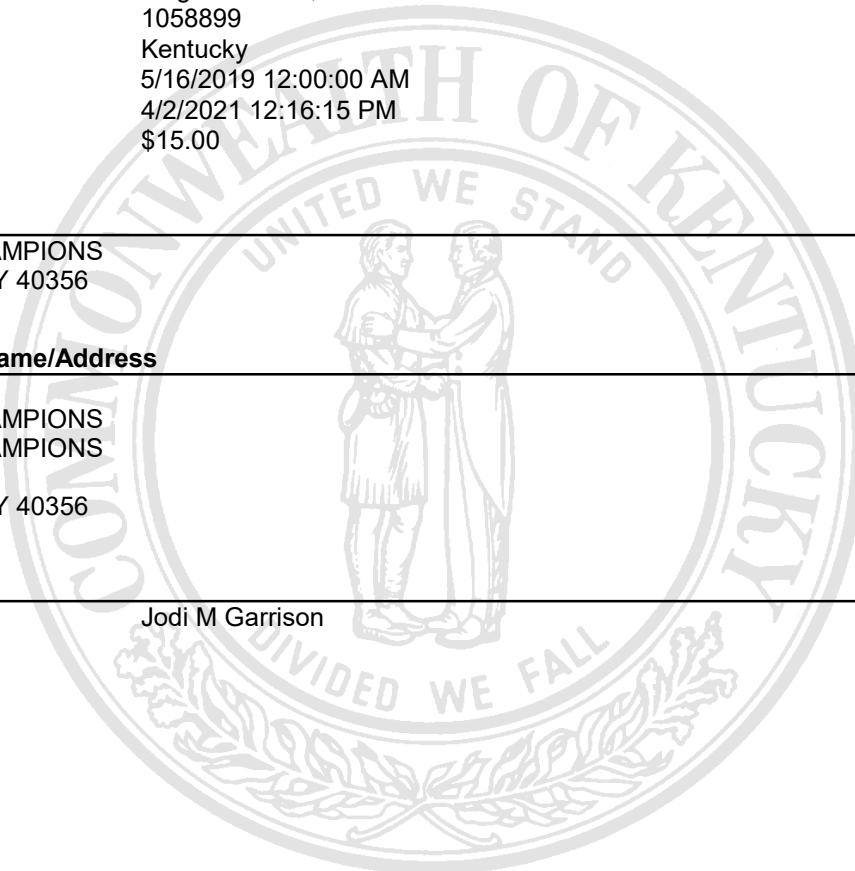 1058899
Kentucky
5/16/2019 12:00:00 AM
4/2/2021 12:16:15 PM
$15.00
COMMONWEALTH OF KENTUCKY
UNITED WE STAND
AMPIONS
Y 40356
ame/Address
AMPIONS
AMPIONS
Y 40356
Jodi M Garrison
DIVIDED WE FALL